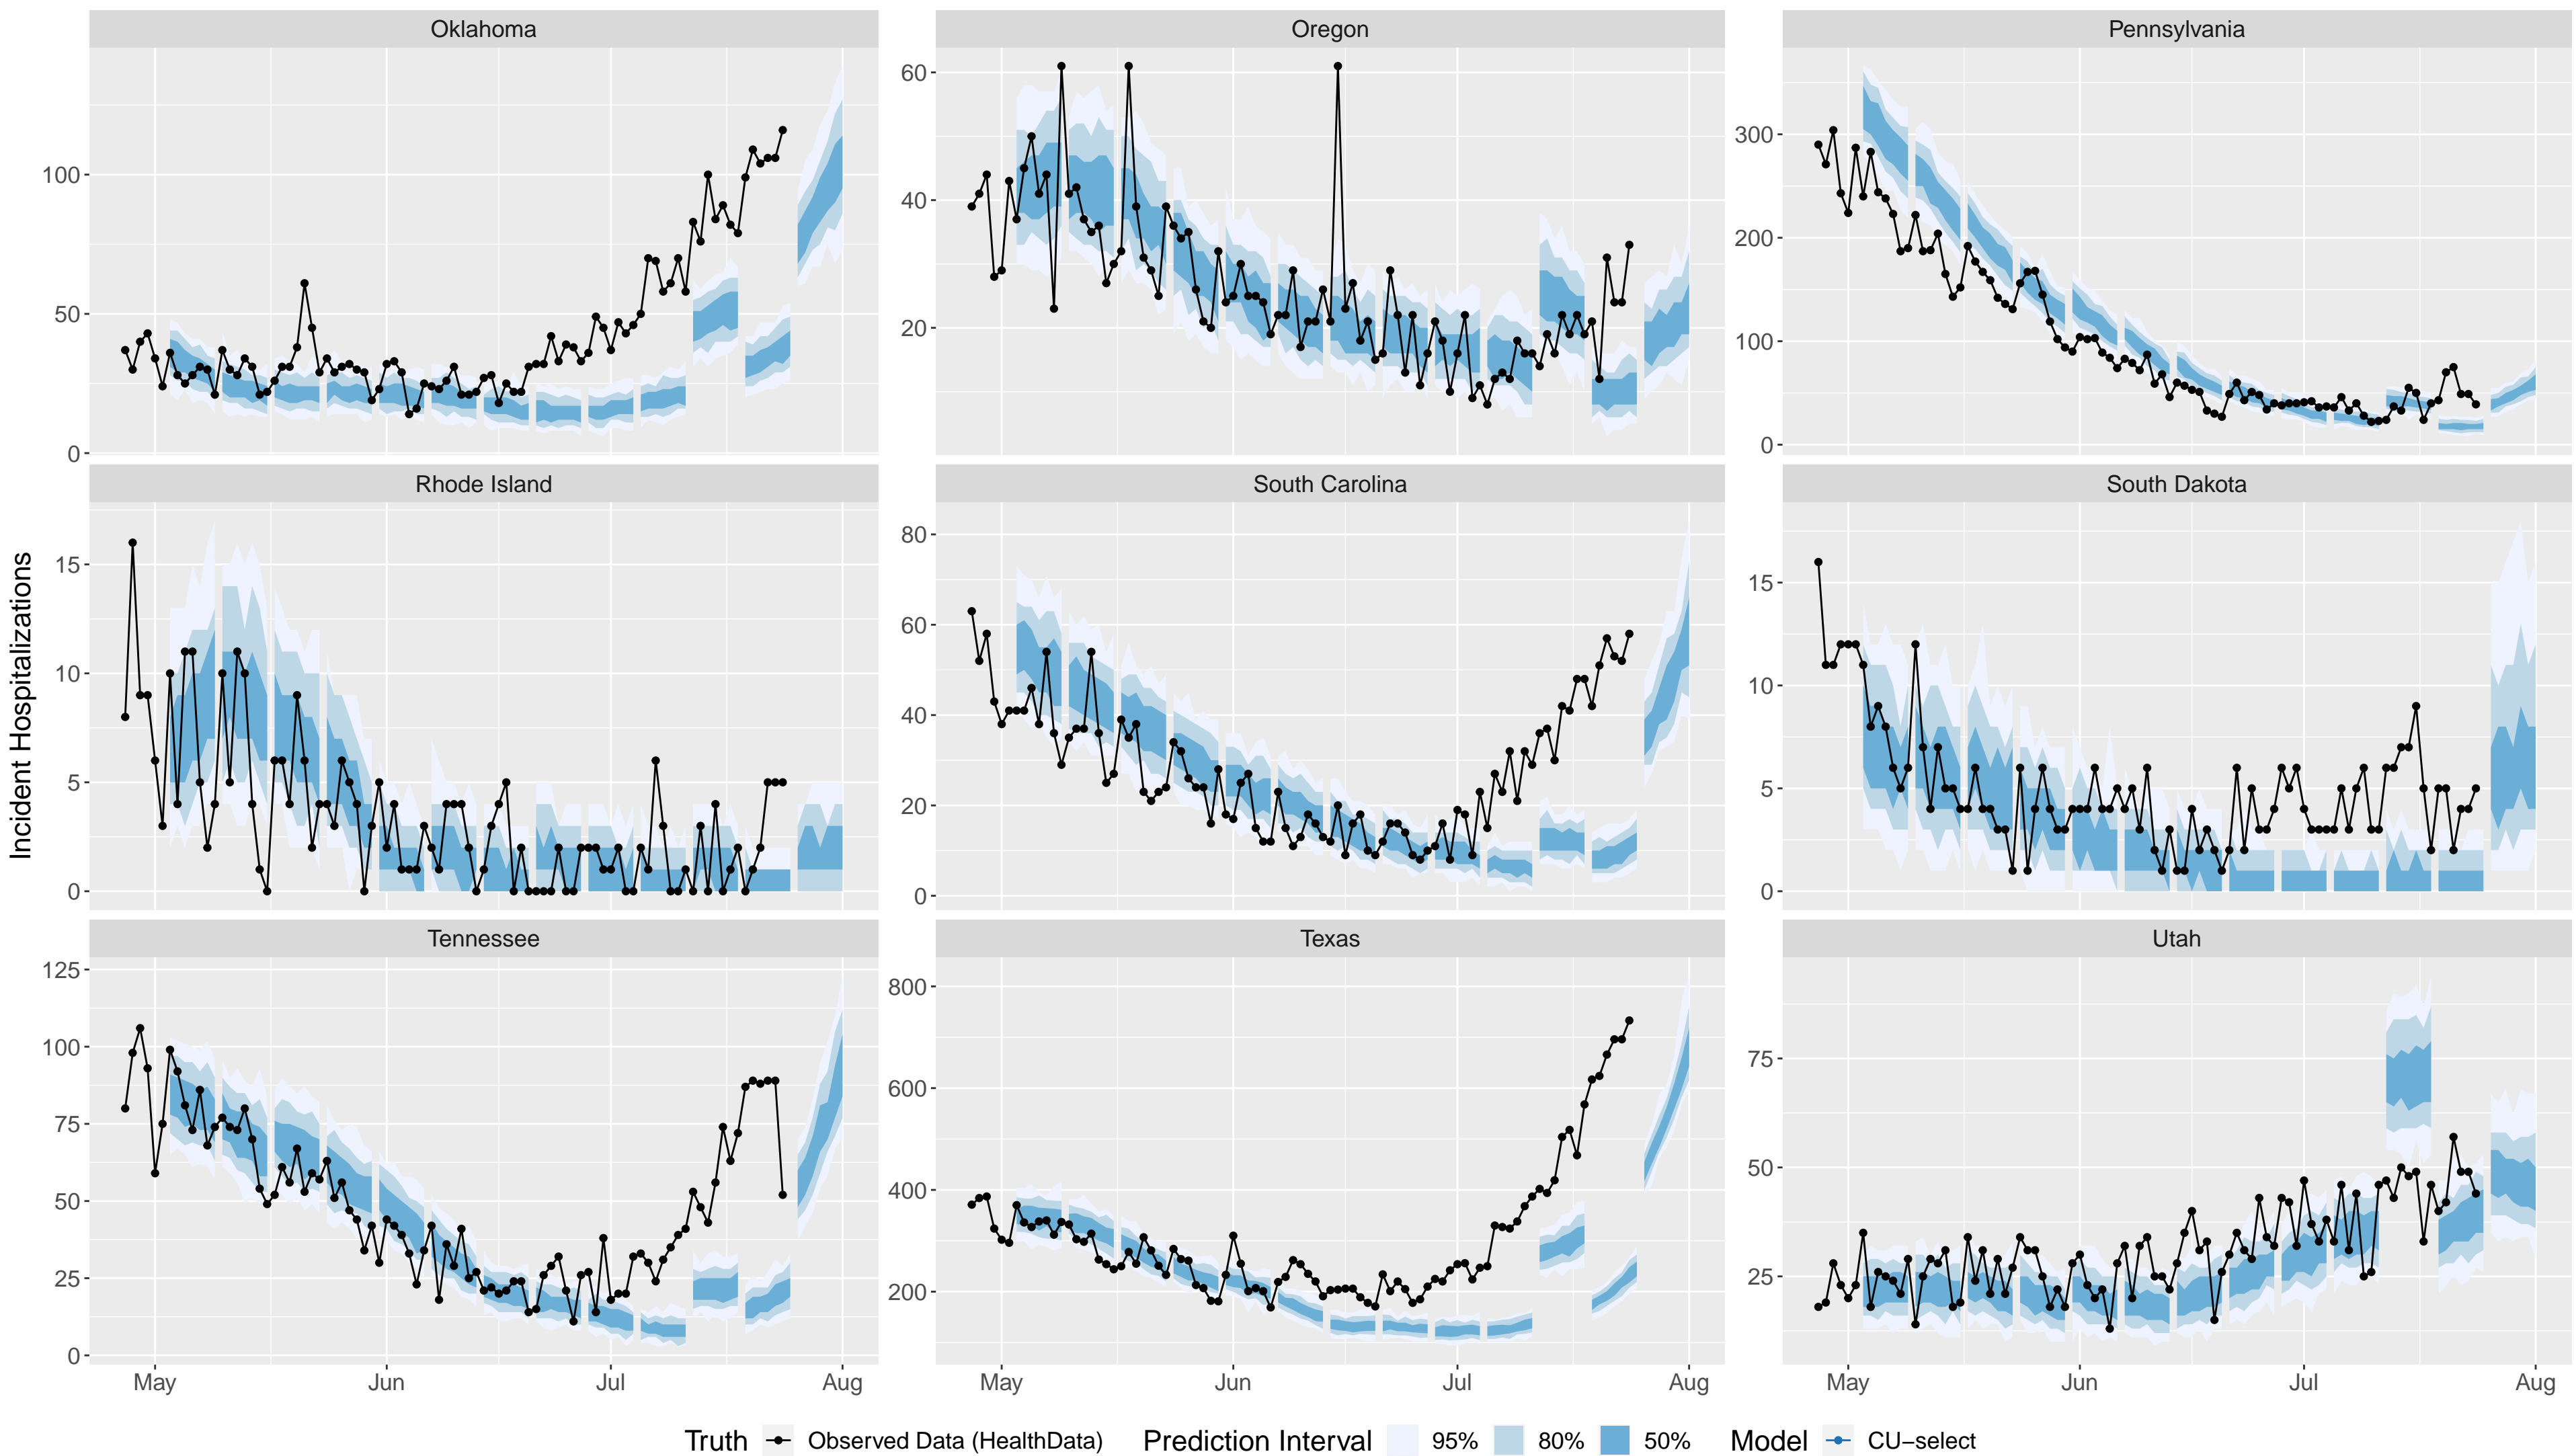 Oklahoma
Oregon
Pennsylvania
100
50
0
60
40
20
300
200
100
0
Rhode Island
South Carolina
South Dakota
Incident Hospitalizations
15
10
5
0
80
60
40
20
0
15
10
5
0
Tennessee
Texas
Utah
125
100
75
50
25
0
800
600
400
200
75
50
25
May Jun Jul Aug
May Jun Jul Aug
May Jun Jul Aug
Truth Observed Data (HealthData) Prediction Interval 95% 80% 50% Model CU−select